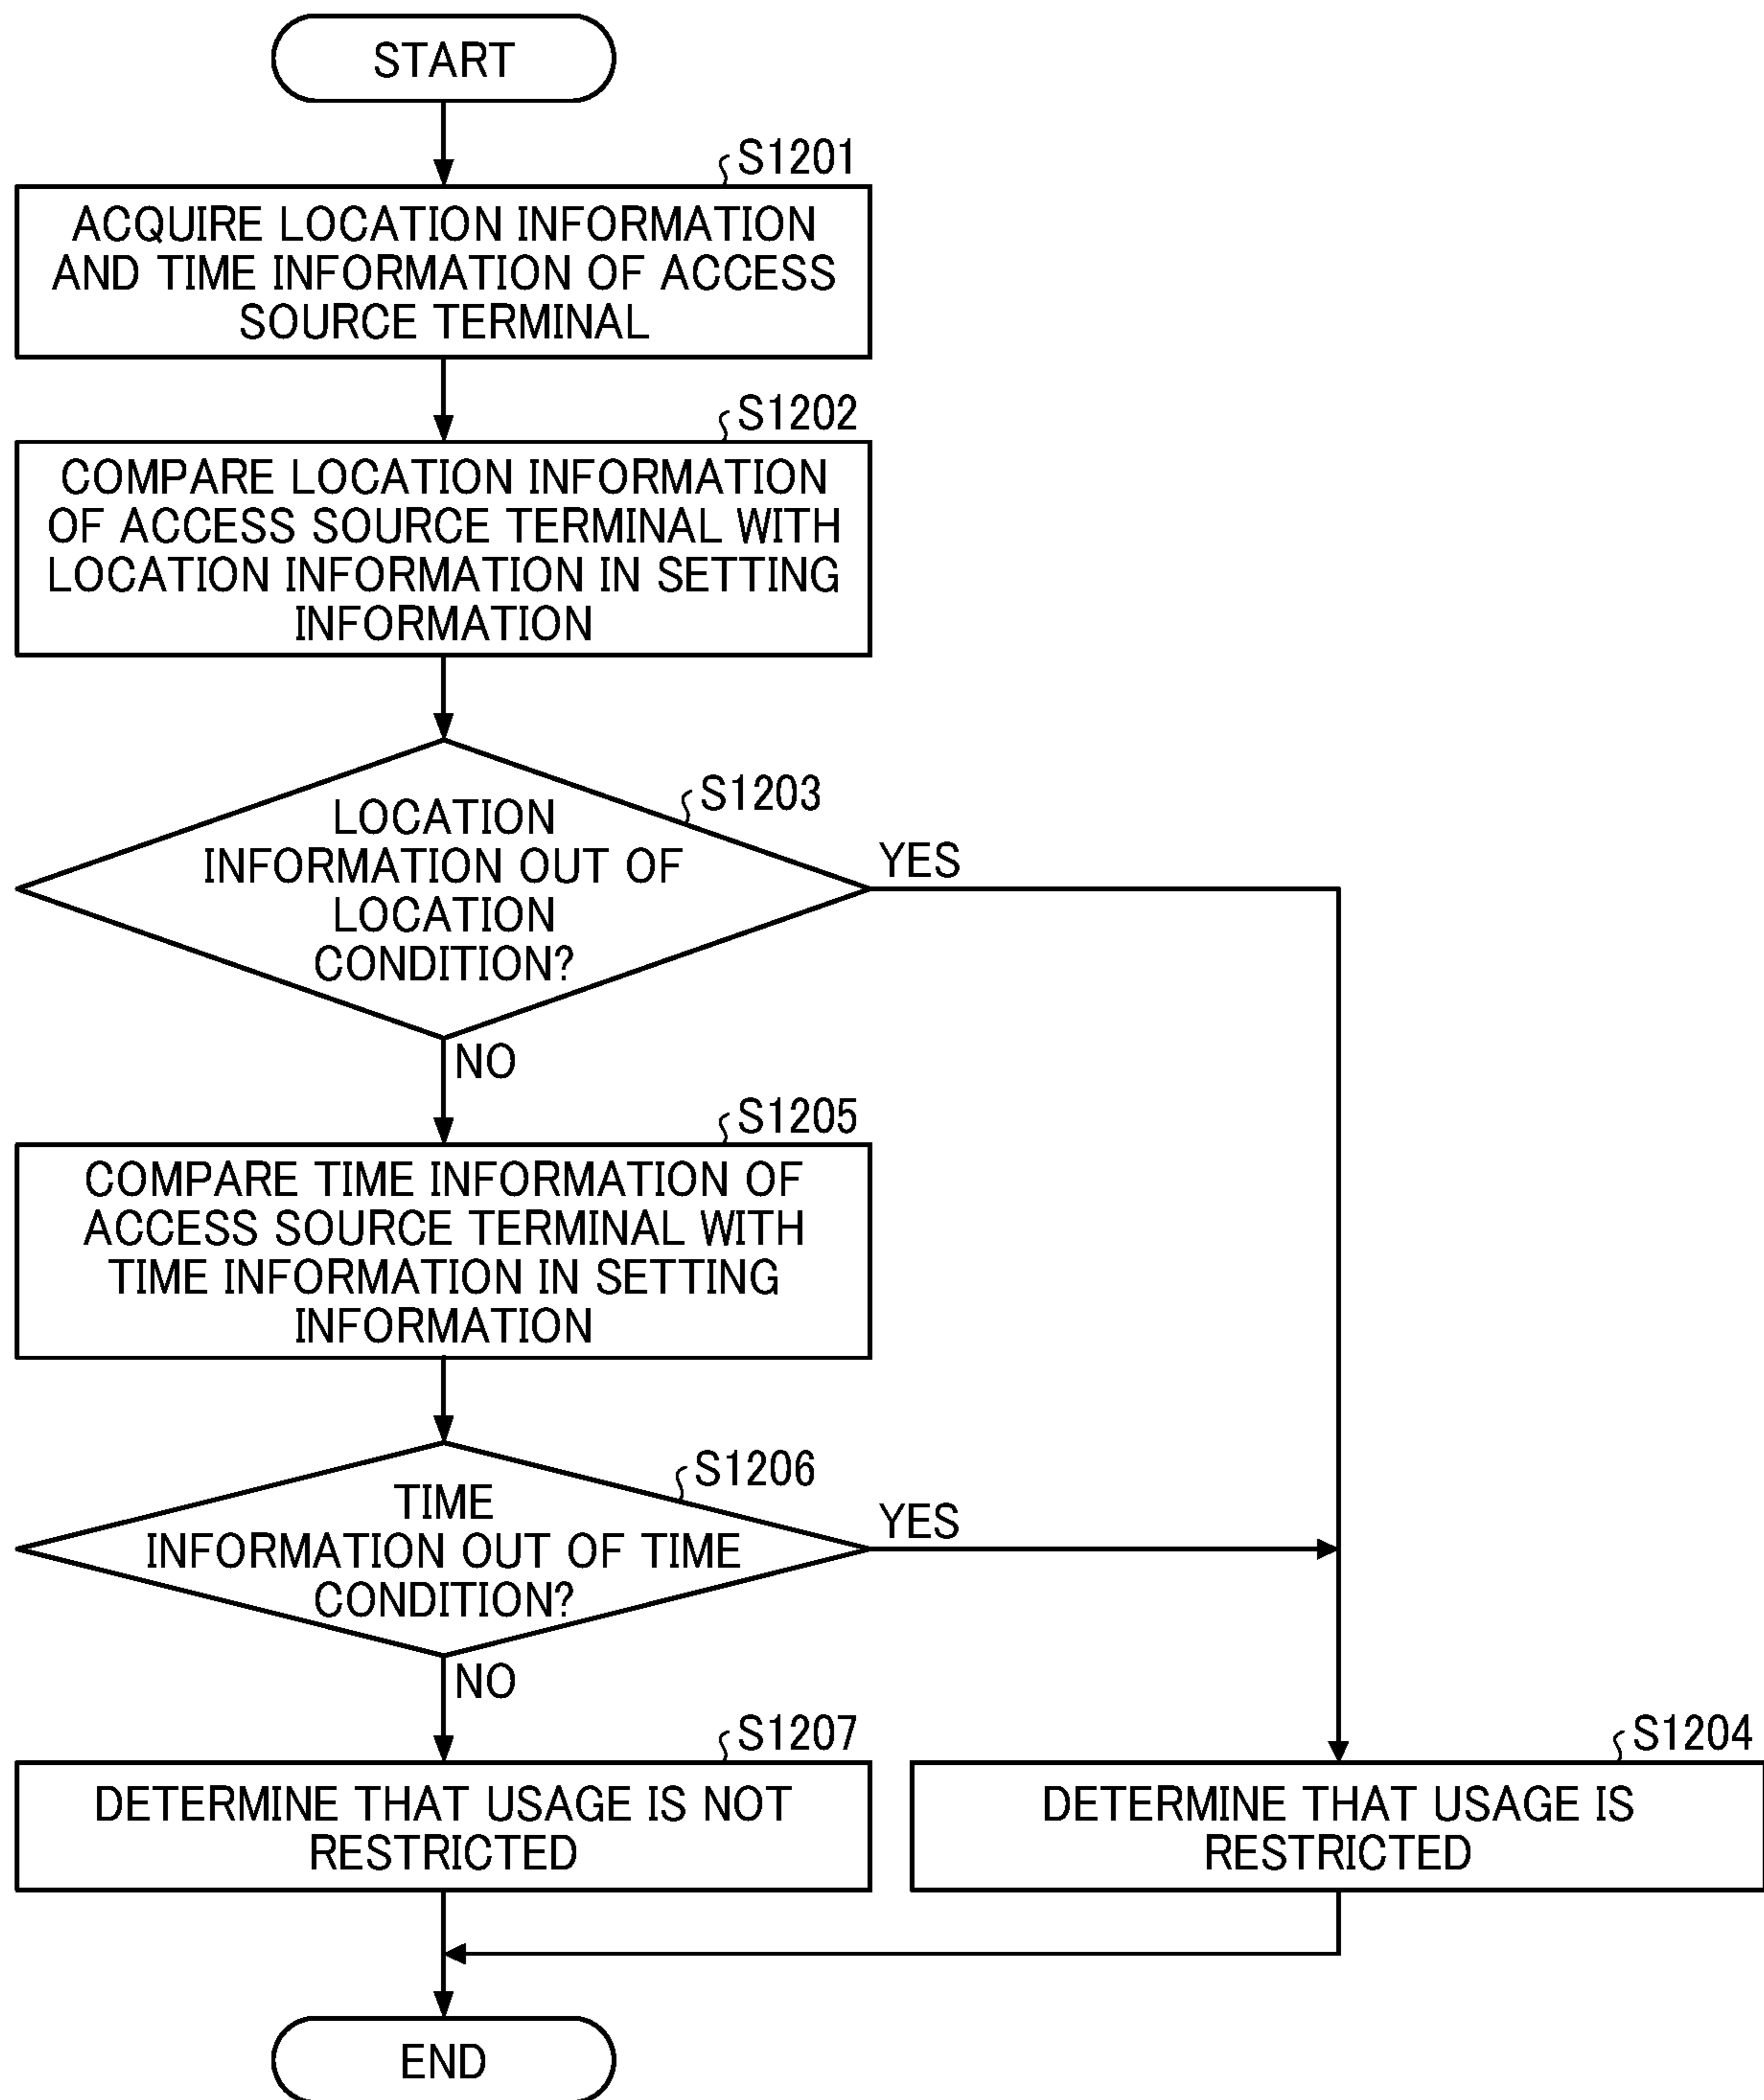 START
S1201
ACQUIRE LOCATION INFORMATION
AND TIME INFORMATION OF ACCESS
SOURCE TERMINAL
S1202
COMPARE LOCATION INFORMATION
OF ACCESS SOURCE TERMINAL WITH
LOCATION INFORMATION IN SETTING
INFORMATION
S1203
LOCATION
INFORMATION OUT OF
LOCATION
CONDITION?
YES
NO
S1205
COMPARE TIME INFORMATION OF
ACCESS SOURCE TERMINAL WITH
TIME INFORMATION IN SETTING
INFORMATION
S1206
TIME
INFORMATION OUT OF TIME
CONDITION?
YES
NO
S1207
DETERMINE THAT USAGE IS NOT
RESTRICTED
S1204
DETERMINE THAT USAGE IS
RESTRICTED
END